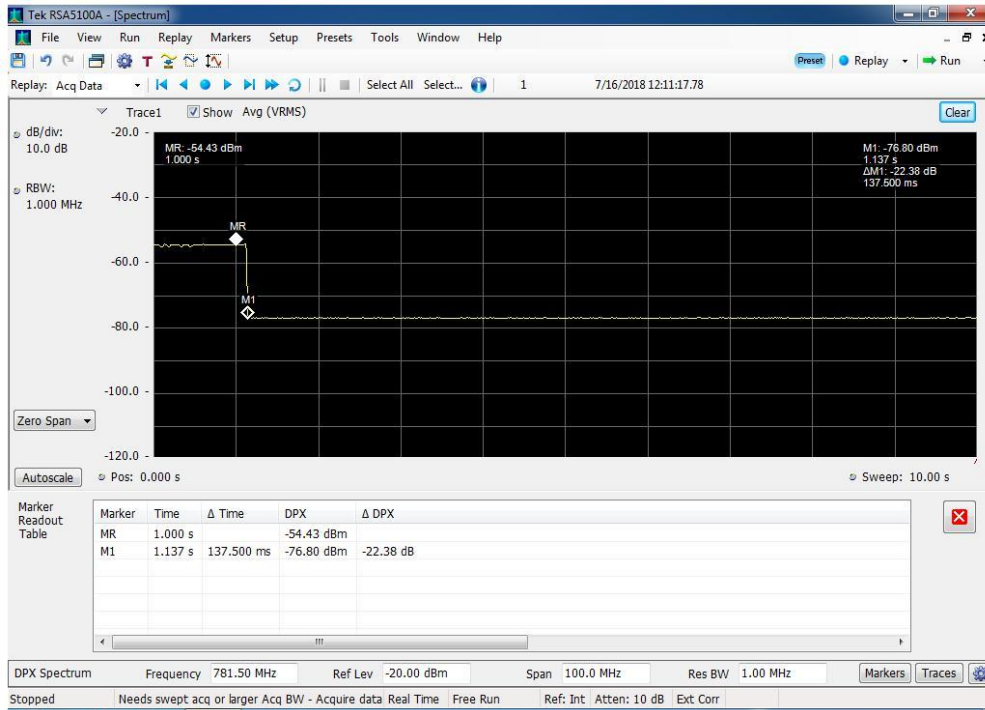 Tek RSA5100A - [Spectrum]
File View Run Replay Markers Setup Presets Tools Window Help
T Preset Replay Run
Replay: Acq Data Select All Select... 1 7/16/2018 12:11:17.78
Trace1 Show Avg (VRMS) Clear
dB/div:
10.0 dB
RBW:
1.000 MHz
-20.0
-40.0
-60.0
-80.0
-100.0
-120.0
MR: -54.43 dBm
1.000 s
M1: -76.80 dBm
1.137 s
ΔM1: -22.38 dB
137.500 ms
MR
M1
Zero Span
Autoscale Pos: 0.000 s Sweep: 10.00 s
Marker
Readout
Table
Marker Time Δ Time DPX Δ DPX
MR 1.000 s -54.43 dBm
M1 1.137 s 137.500 ms -76.80 dBm -22.38 dB
DPX Spectrum Frequency 781.50 MHz Ref Lev -20.00 dBm Span 100.0 MHz Res BW 1.00 MHz Markers Traces
Stopped Needs swept acq or larger Acq BW - Acquire data Real Time Free Run Ref: Int Atten: 10 dB Ext Corr